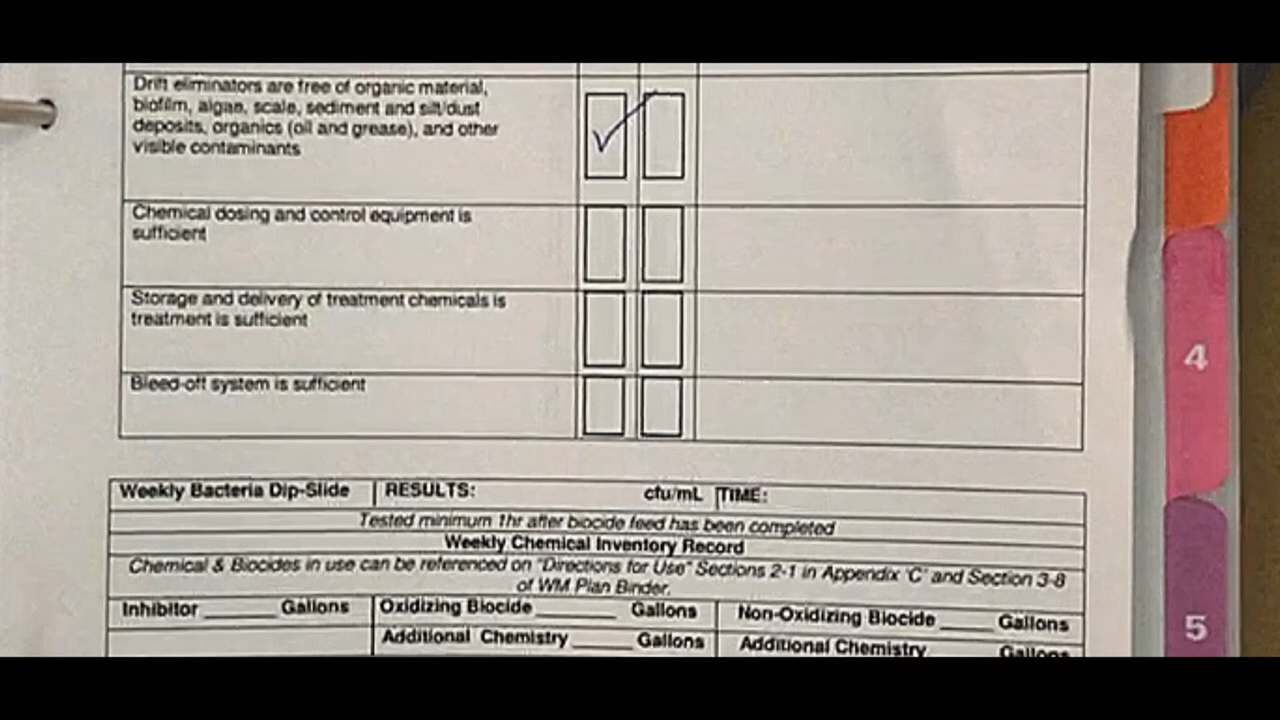 Drift eliminators are free of organic material,
biofilm, algae, scale, sediment and silt/dust
deposits, organics (oil and grease), and other
visible contaminants
Chemical dosing and control equipment is
sufficient
Storage and delivery of treatment chemicals is
treatment is sufficient
Bleed-off system is sufficient
Weekly Bacteria Dip-Slide RESULTS: cfu/mL TIME:
Tested minimum 1hr after biocide feed has been completed
Weekly Chemical Inventory Record
Chemical & Biocides in use can be referenced on "Directions for Use" Sections 2-1 in Appendix 'C' and Section 3-8
of WM Plan Binder.
Inhibitor ______ Gallons Oxidizing Biocide ______ Gallons Non-Oxidizing Biocide ____ Gallons
Additional Chemistry _____ Gallons Additional Chemistry Gallons
4
5